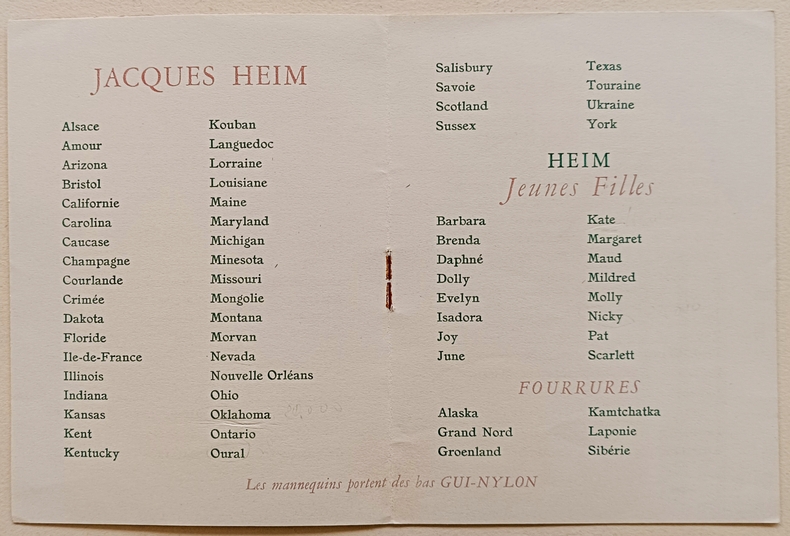 JACQUES HEIM
Alsace
Amour
Arizona
Bristol
Californie
Carolina
Caucase
Champagne
Courlande
Crimée
Dakota
Floride
Ile-de-France
Illinois
Indiana
Kansas
Kent
Kentucky
Kouban
Languedoc
Lorraine
Louisiane
Maine
Maryland
Michigan
Minesota
Missouri
Mongolie
Montana
Morvan
Nevada
Nouvelle Orléans
Ohio
Oklahoma
Ontario
Oural
Salisbury
Savoie
Scotland
Sussex
Texas
Touraine
Ukraine
York
HEIM
Jeunes Filles
Barbara
Brenda
Daphné
Dolly
Evelyn
Isadora
Joy
June
Kate
Margaret
Maud
Mildred
Molly
Nicky
Pat
Scarlett
FOURRURES
Alaska
Grand Nord
Groenland
Kamtchatka
Laponie
Sibérie
Les mannequins portent des bas GUI-NYLON